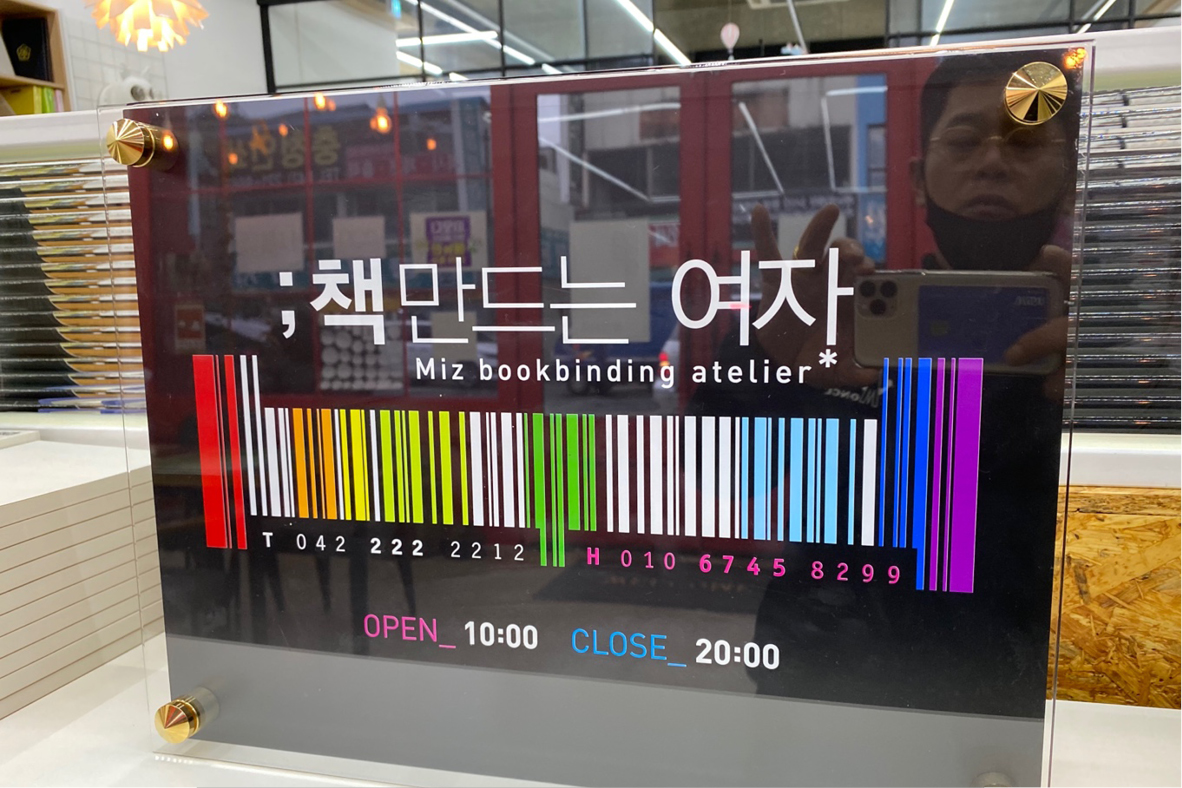 ;책만드는 여자
Miz bookbinding atelier*
T 042 222 2212 H 010 6745 8299
OPEN_ 10:00 CLOSE_ 20:00